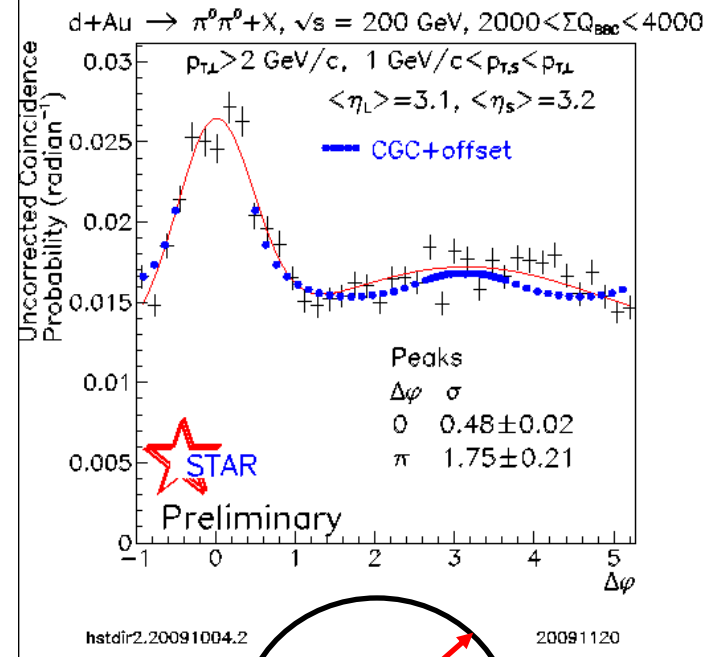 d+Au → π⁰π⁰+X, √s = 200 GeV, 2000<ΣQ_BBC<4000
p_T,L>2 GeV/c, 1 GeV/c<p_T,S<p_T,L
<η_L>=3.1, <η_S>=3.2
CGC+offset
Uncorrected Coincidence
Probability (radian⁻¹)
0.03
0.025
0.02
0.015
0.01
0.005
0
Peaks
Δφ σ
0 0.48±0.02
π 1.75±0.21
STAR
Preliminary
-1 0 1 2 3 4 5
Δφ
hstdir2.20091004.2 20091120